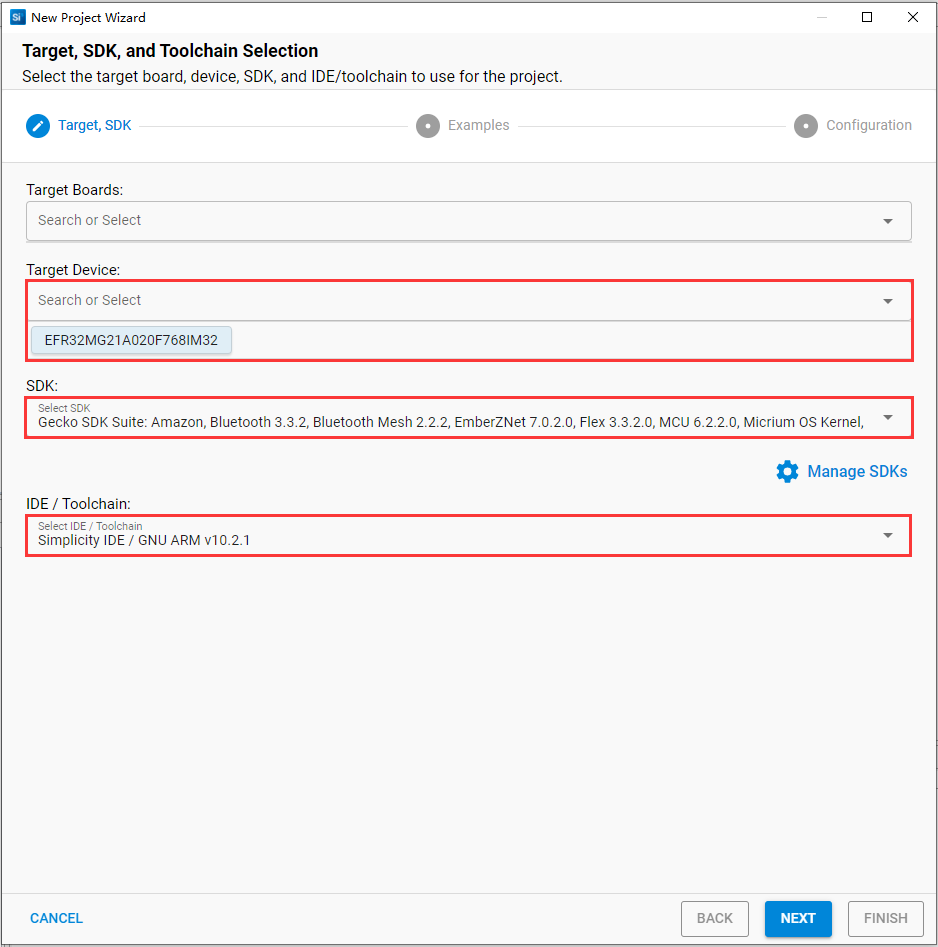 Si New Project Wizard
Target, SDK, and Toolchain Selection
Select the target board, device, SDK, and IDE/toolchain to use for the project.
Target, SDK Examples Configuration
Target Boards:
Search or Select
Target Device:
Search or Select
EFR32MG21A020F768IM32
SDK:
Select SDK
Gecko SDK Suite: Amazon, Bluetooth 3.3.2, Bluetooth Mesh 2.2.2, EmberZNet 7.0.2.0, Flex 3.3.2.0, MCU 6.2.2.0, Micrium OS Kernel,
Manage SDKs
IDE / Toolchain:
Select IDE / Toolchain
Simplicity IDE / GNU ARM v10.2.1
CANCEL BACK NEXT FINISH